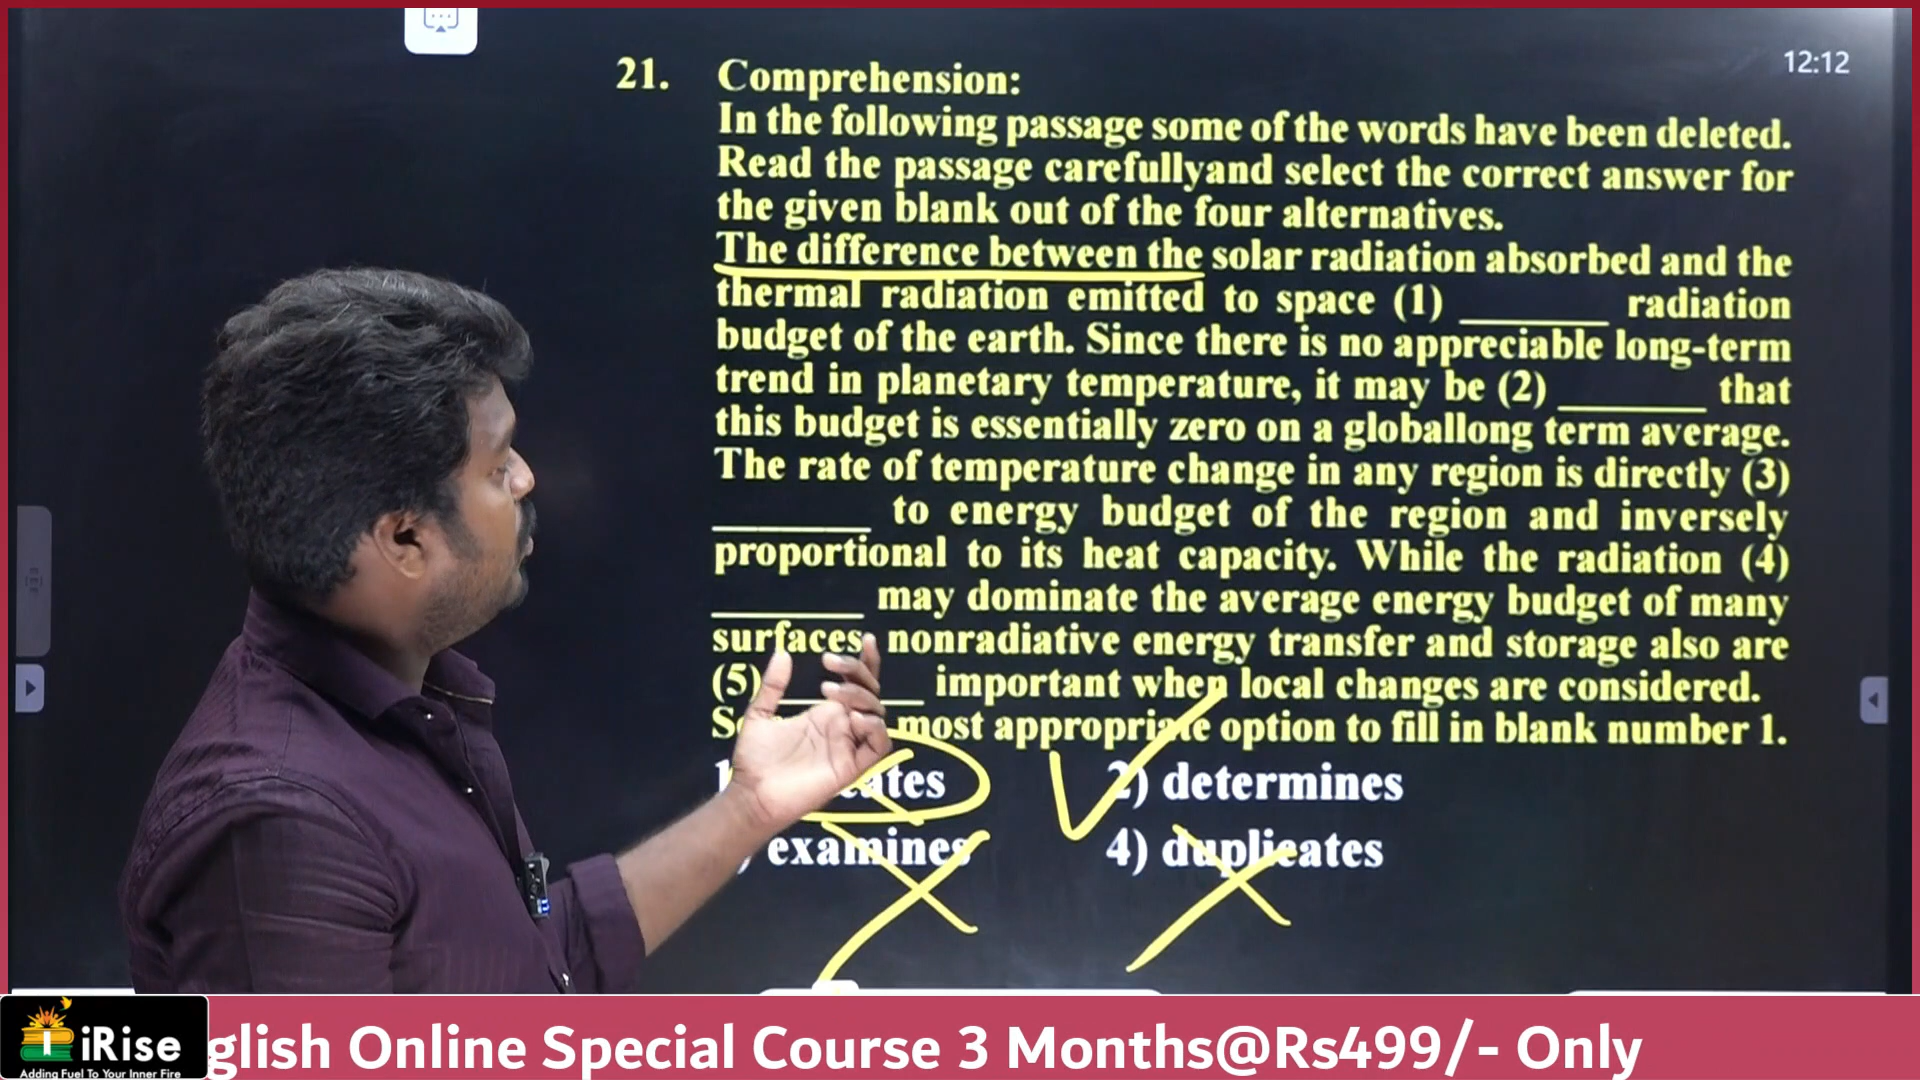 12:12
21. Comprehension:
In the following passage some of the words have been deleted.
Read the passage carefullyand select the correct answer for
the given blank out of the four alternatives.
The difference between the solar radiation absorbed and the
thermal radiation emitted to space (1) ________ radiation
budget of the earth. Since there is no appreciable long-term
trend in planetary temperature, it may be (2) ________ that
this budget is essentially zero on a globallong term average.
The rate of temperature change in any region is directly (3)
________ to energy budget of the region and inversely
proportional to its heat capacity. While the radiation (4)
________ may dominate the average energy budget of many
surfaces, nonradiative energy transfer and storage also are
(5) ________ important when local changes are considered.
most appropriate option to fill in blank number 1.
2) determines
) examines 4) duplicates
iRise
Adding Fuel To Your Inner Fire
glish Online Special Course 3 Months@Rs499/- Only